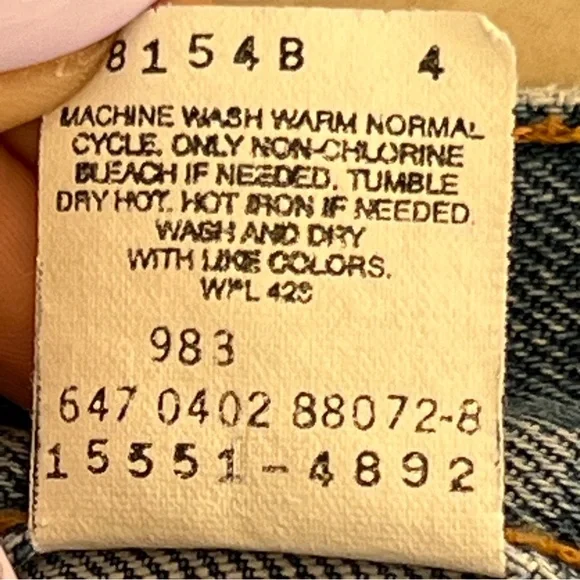 8154B 4
MACHINE WASH WARM NORMAL
CYCLE. ONLY NON-CHLORINE
BLEACH IF NEEDED. TUMBLE
DRY HOT. HOT IRON IF NEEDED.
WASH AND DRY
WITH LIKE COLORS.
WPL 423
983
647 0402 88072-8
15551-4892